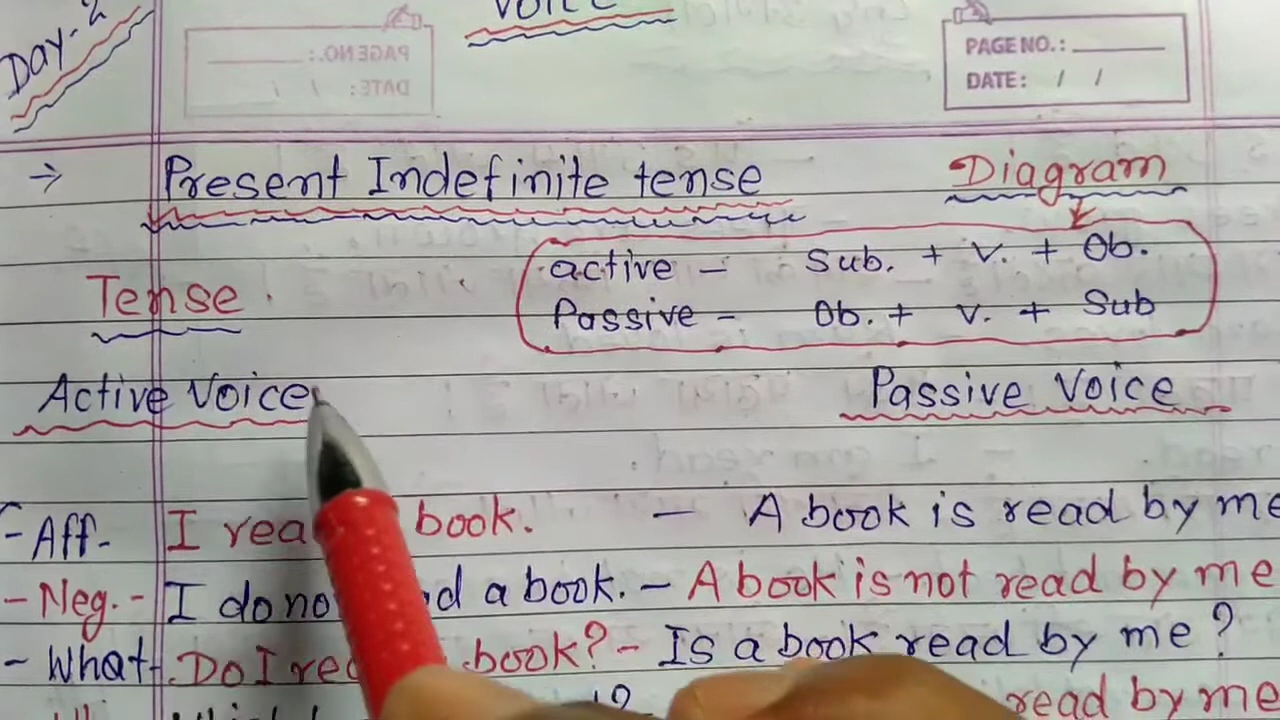 Day-2
Voice
PAGE NO.:
DATE: / /
PAGE NO.:
DATE: / /
→ Present Indefinite tense
Diagram
Tense
active - Sub. + V. + Ob.
Passive - Ob. + V. + Sub
Active Voice
Passive Voice
- Aff- I rea book. - A book is read by me
- Neg. - I do no d a book. - A book is not read by me
- What - Do I re book? - Is a book read by me?
read by me